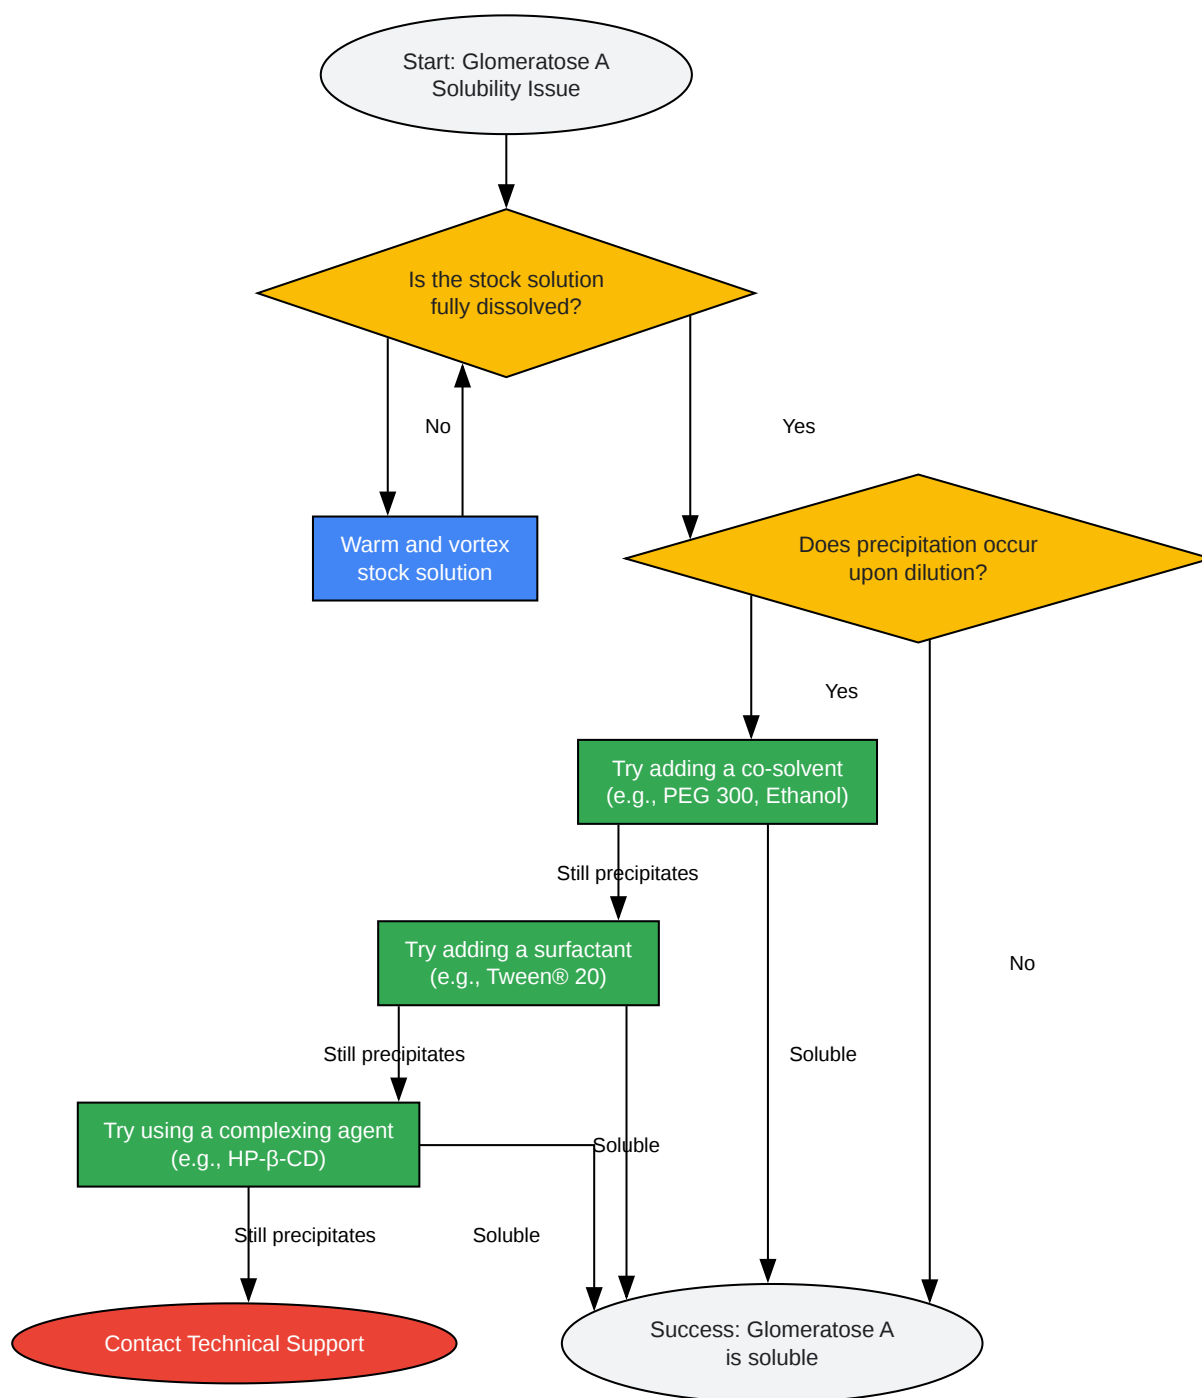 Start: Glomeratose A
Solubility Issue
Is the stock solution
fully dissolved?
No
Yes
Warm and vortex
stock solution
Does precipitation occur
upon dilution?
Yes
Try adding a co-solvent
(e.g., PEG 300, Ethanol)
Still precipitates
Try adding a surfactant
(e.g., Tween® 20)
No
Still precipitates
Soluble
Try using a complexing agent
(e.g., HP-β-CD)
Soluble
Still precipitates
Soluble
Contact Technical Support
Success: Glomeratose A
is soluble